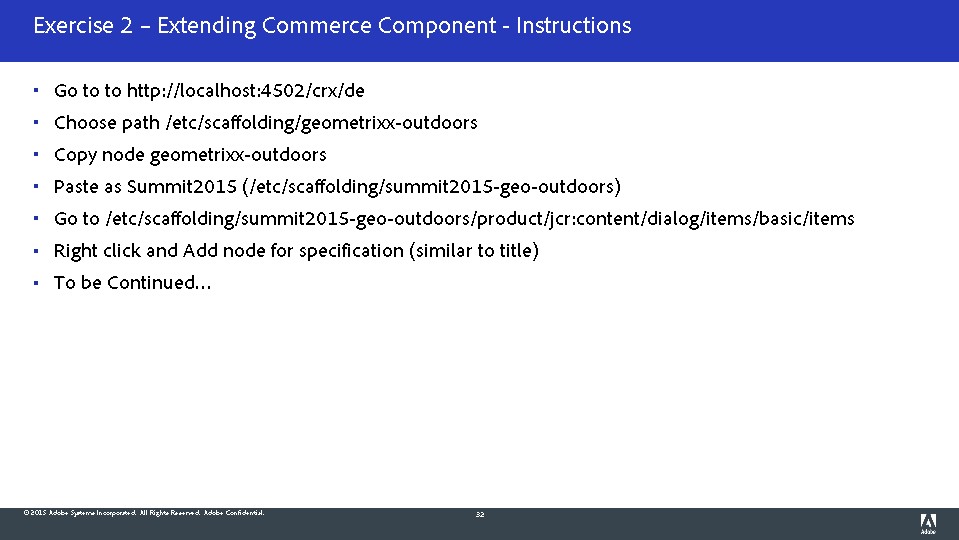 Exercise 2 – Extending Commerce Component - Instructions
▪ Go to to http: //localhost: 4502/crx/de
▪ Choose path /etc/scaffolding/geometrixx-outdoors
▪ Copy node geometrixx-outdoors
▪ Paste as Summit2015 (/etc/scaffolding/summit2015-geo-outdoors)
▪ Go to /etc/scaffolding/summit2015-geo-outdoors/product/jcr: content/dialog/items/basic/items
▪ Right click and Add node for specification (similar to title)
▪ To be Continued…
© 2015 Adobe Systems Incorporated. All Rights Reserved. Adobe Confidential.
32
Adobe